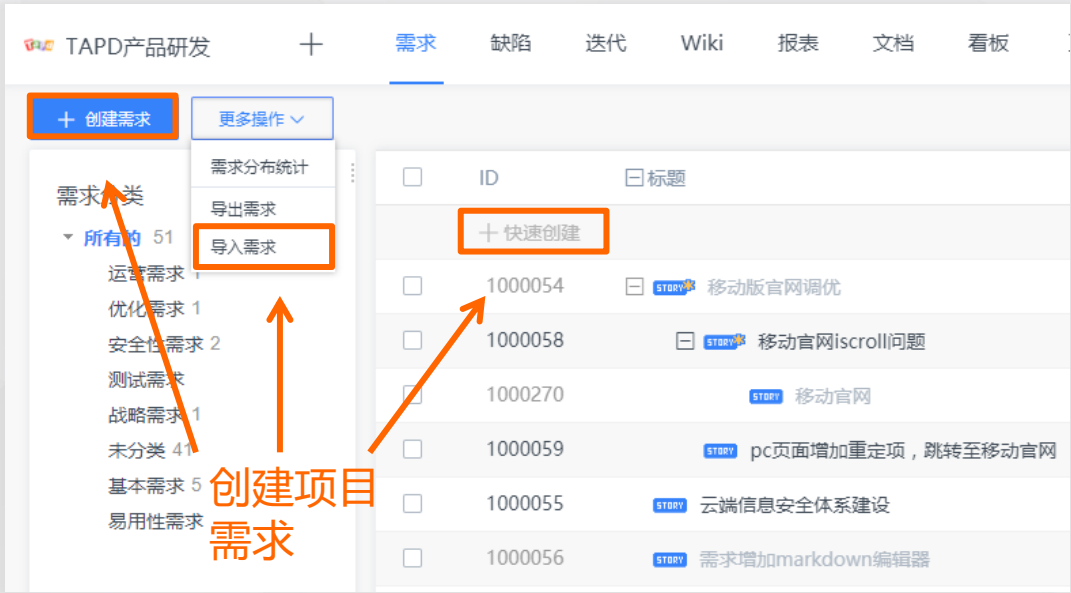 TAPD TAPD产品研发 需求 缺陷 迭代 Wiki 报表 文档 看板
创建需求 更多操作
需求分布统计
导出需求
导入需求
需求分类
所有的 51
运营需求 1
优化需求 1
安全性需求 2
测试需求
战略需求 1
未分类 41
基本需求 5
易用性需求
ID 标题
快速创建
1000054 STORY 移动版官网调优
1000058 STORY 移动官网iscroll问题
1000270 STORY 移动官网
1000059 STORY pc页面增加重定项，跳转至移动官网
1000055 STORY 云端信息安全体系建设
1000056 STORY 需求增加markdown编辑器
创建项目
需求